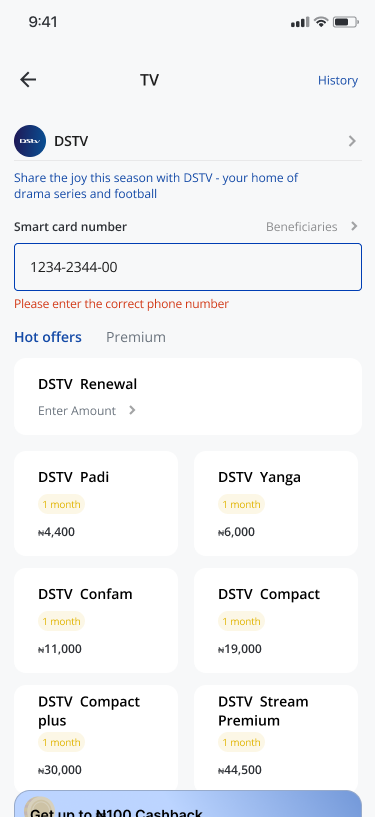 9:41
TV
History
DStv
DSTV
Share the joy this season with DSTV - your home of
drama series and football
Smart card number
Beneficiaries
1234-2344-00
Please enter the correct phone number
Hot offers
Premium
DSTV Renewal
Enter Amount
DSTV Padi
1 month
₦4,400
DSTV Yanga
1 month
₦6,000
DSTV Confam
1 month
₦11,000
DSTV Compact
1 month
₦19,000
DSTV Compact
plus
1 month
₦30,000
DSTV Stream
Premium
1 month
₦44,500
Get up to ₦100 Cashback